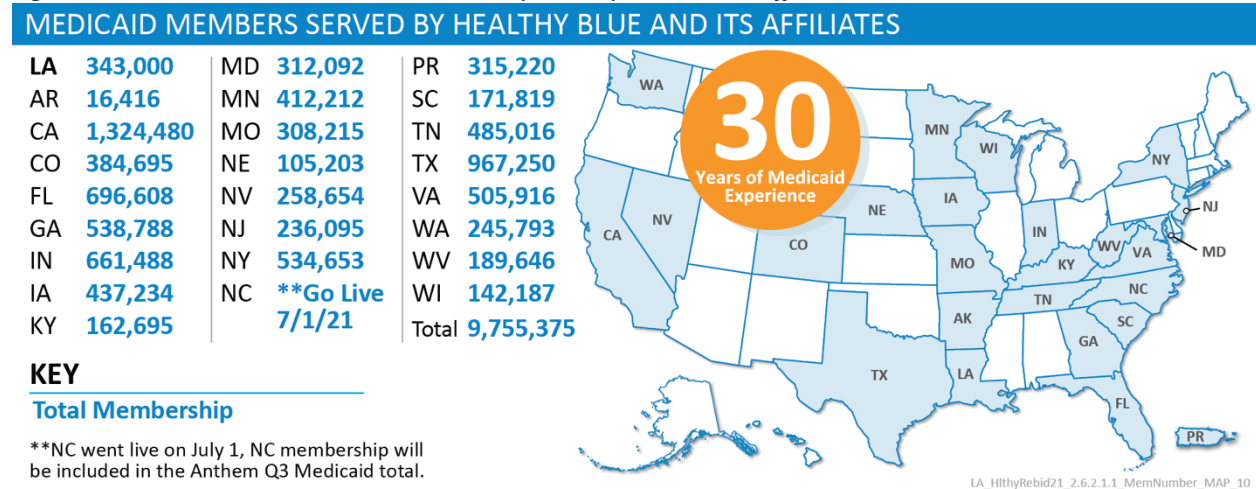 MEDICAID MEMBERS SERVED BY HEALTHY BLUE AND ITS AFFILIATES
LA 343,000
AR 16,416
CA 1,324,480
CO 384,695
FL 696,608
GA 538,788
IN 661,488
IA 437,234
KY 162,695
MD 312,092
MN 412,212
MO 308,215
NE 105,203
NV 258,654
NJ 236,095
NY 534,653
NC **Go Live
7/1/21
PR 315,220
SC 171,819
TN 485,016
TX 967,250
VA 505,916
WA 245,793
WV 189,646
WI 142,187
Total 9,755,375
KEY
Total Membership
**NC went live on July 1, NC membership will
be included in the Anthem Q3 Medicaid total.
30
Years of Medicaid
Experience
WA
MN
WI
NY
NJ
IA
NE
NV
CA
CO
IN
WV
VA
MD
MO
KY
NC
TN
AK
SC
GA
TX
LA
FL
PR
LA_HlthyRebid21_2.6.2.1.1_MemNumber_MAP_10